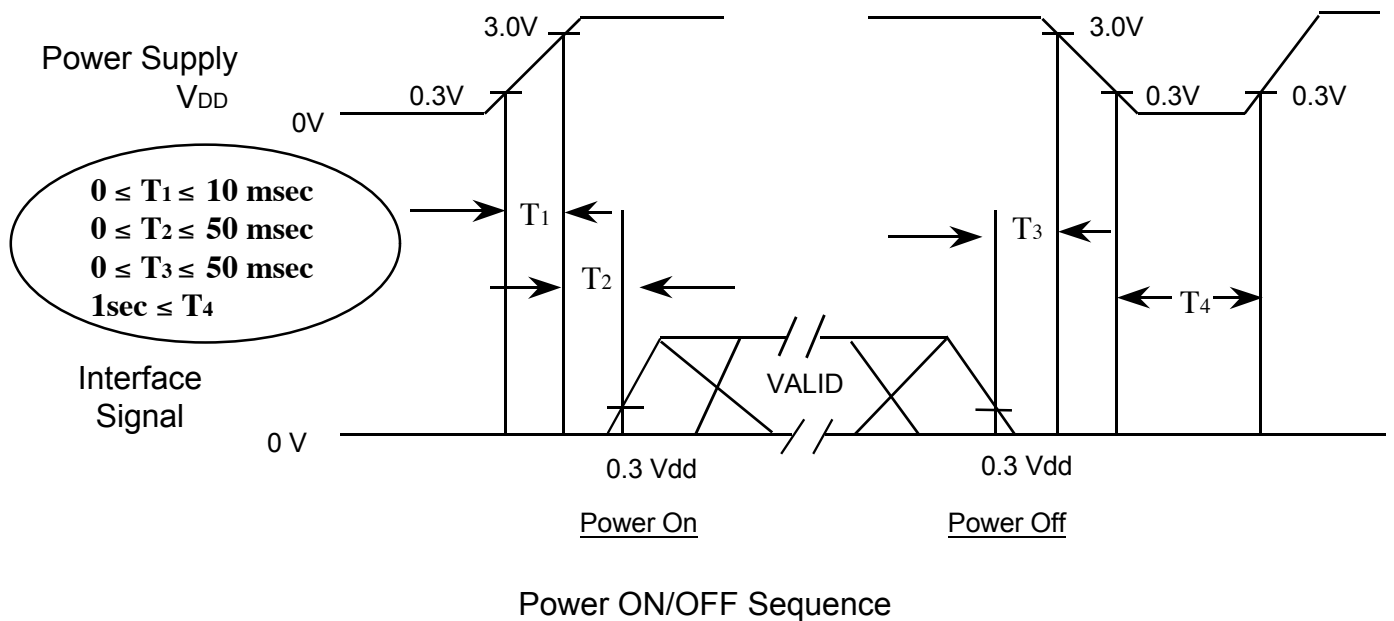 3.0V
3.0V
Power Supply
VDD
0.3V
0.3V
0.3V
0V
0 ≤ T1 ≤ 10 msec
0 ≤ T2 ≤ 50 msec
0 ≤ T3 ≤ 50 msec
1sec ≤ T4
T1
T3
T2
T4
Interface
Signal
VALID
0 V
0.3 Vdd
0.3 Vdd
Power On
Power Off
Power ON/OFF Sequence